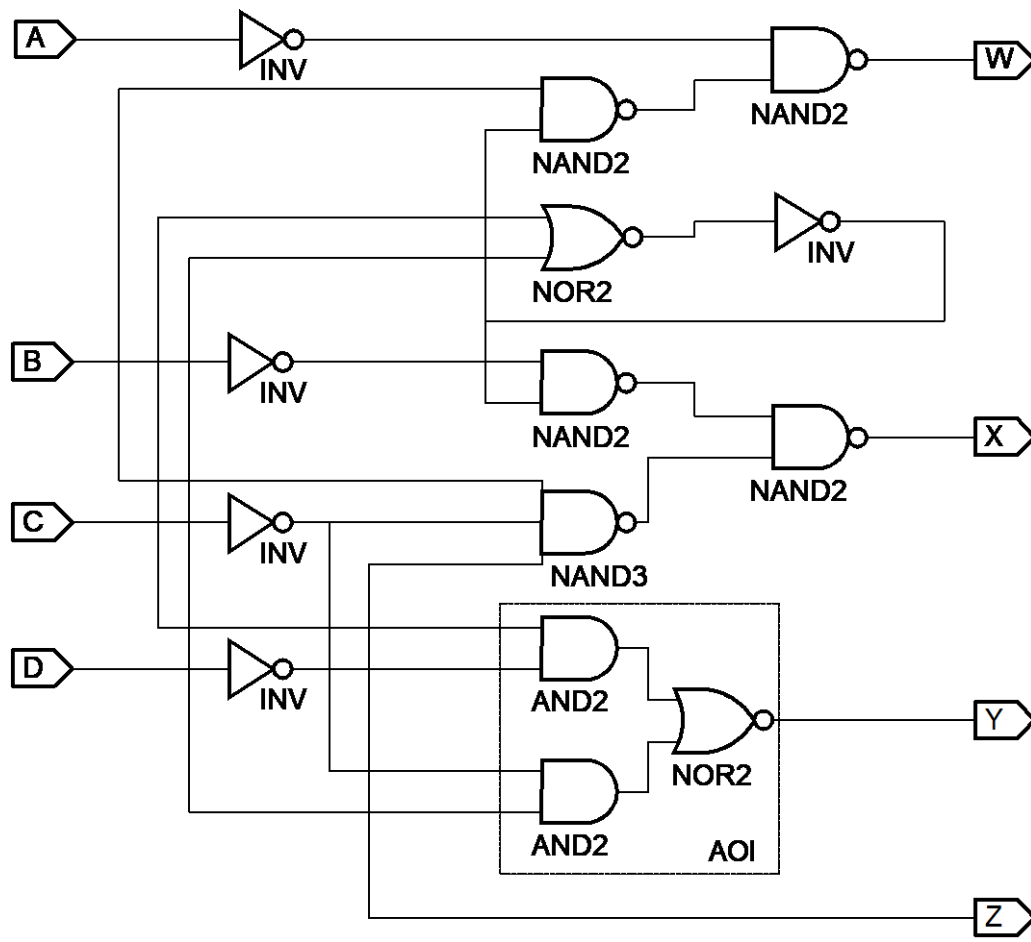 A
INV
NAND2
W
NAND2
NOR2
INV
B
INV
NAND2
NAND2
X
C
INV
NAND3
D
INV
AND2
NOR2
Y
AND2
AOI
Z